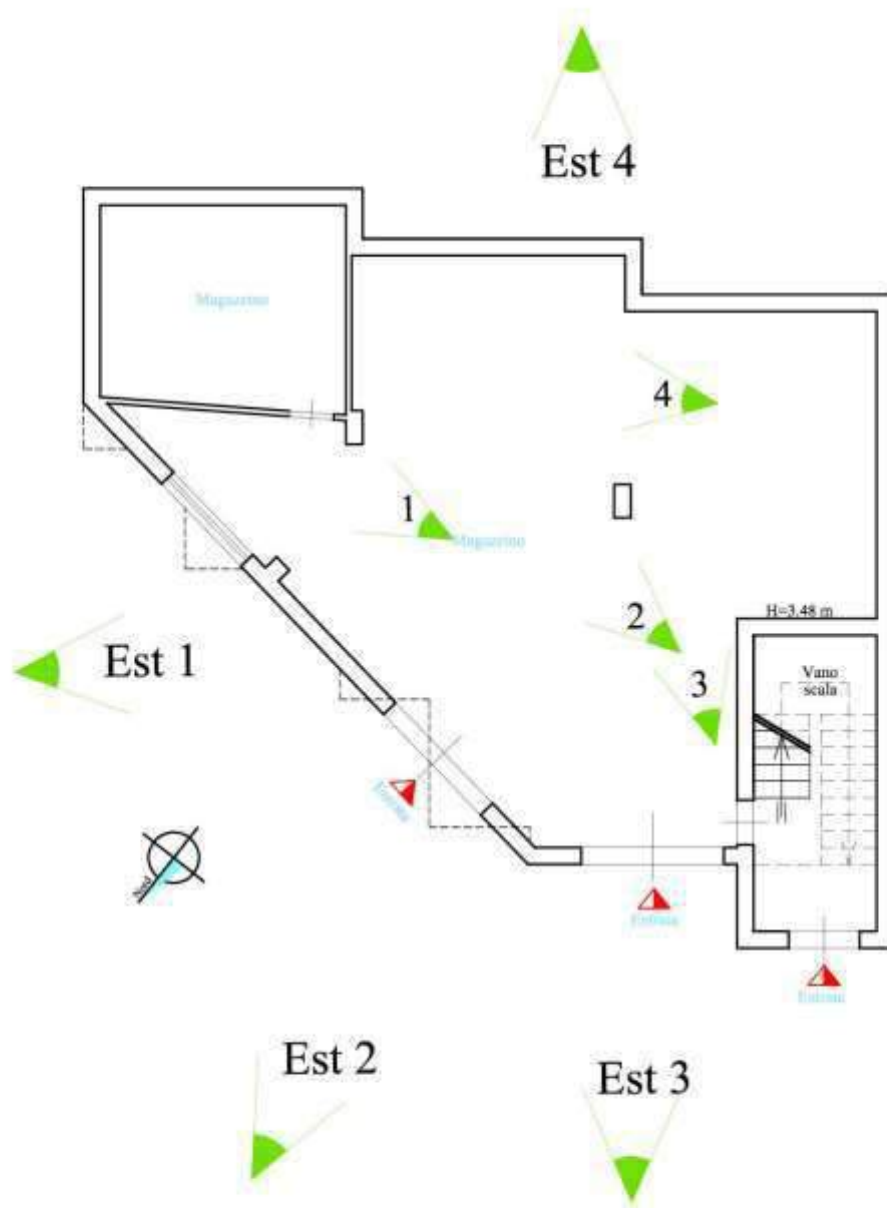 Est 4
Magazzino
4
1
Magazzino
H=3.48 m
2
Est 1
Vano
scala
3
Entrata
Nord
Entrata
Entrata
Est 2
Est 3